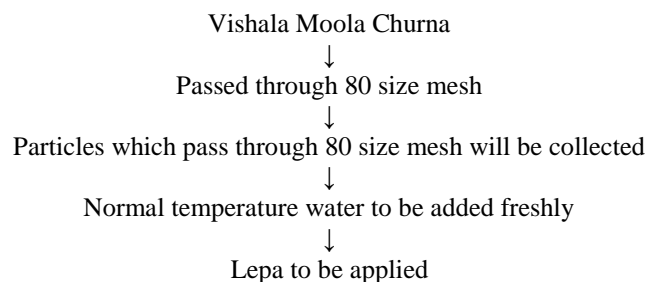 Vishala Moola Churna
↓
Passed through 80 size mesh
↓
Particles which pass through 80 size mesh will be collected
↓
Normal temperature water to be added freshly
↓
Lepa to be applied